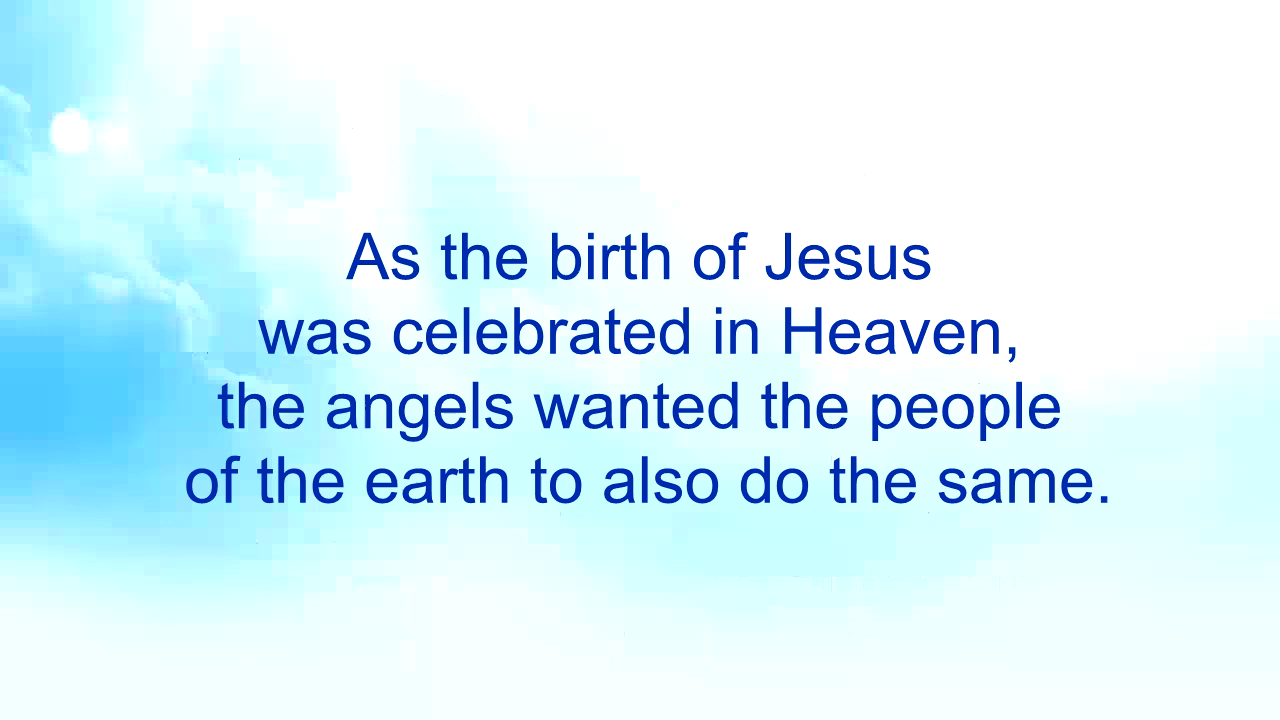 As the birth of Jesus
was celebrated in Heaven,
the angels wanted the people
of the earth to also do the same.